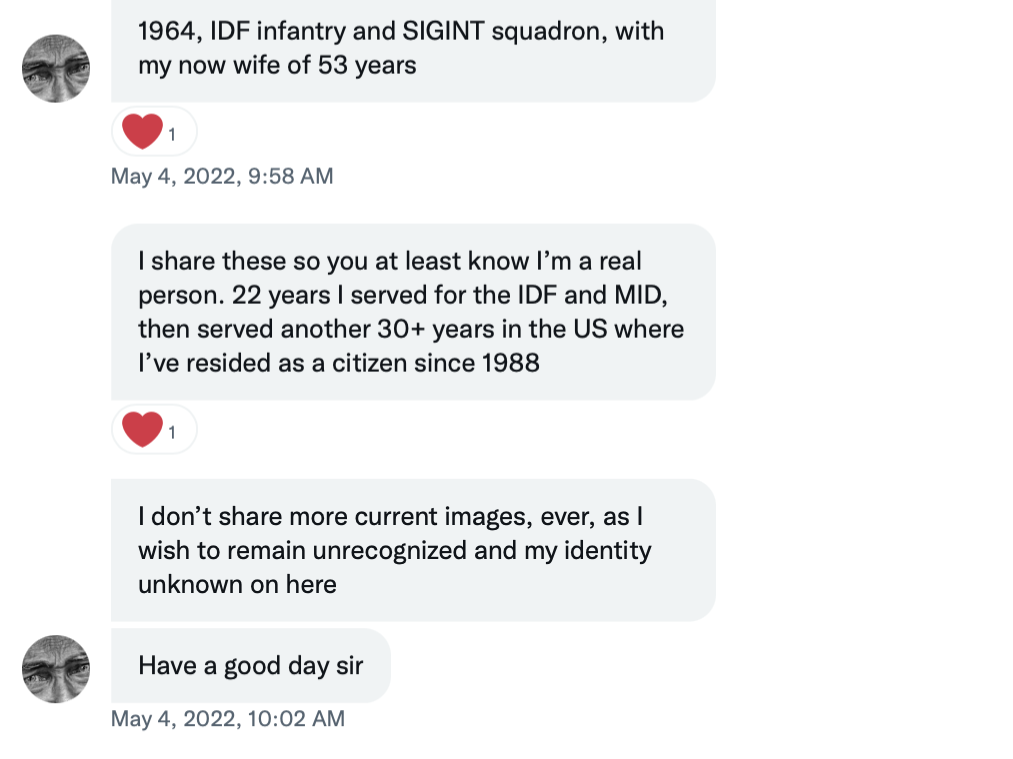 1964, IDF infantry and SIGINT squadron, with
my now wife of 53 years
1
May 4, 2022, 9:58 AM
I share these so you at least know I’m a real
person. 22 years I served for the IDF and MID,
then served another 30+ years in the US where
I’ve resided as a citizen since 1988
1
I don’t share more current images, ever, as I
wish to remain unrecognized and my identity
unknown on here
Have a good day sir
May 4, 2022, 10:02 AM